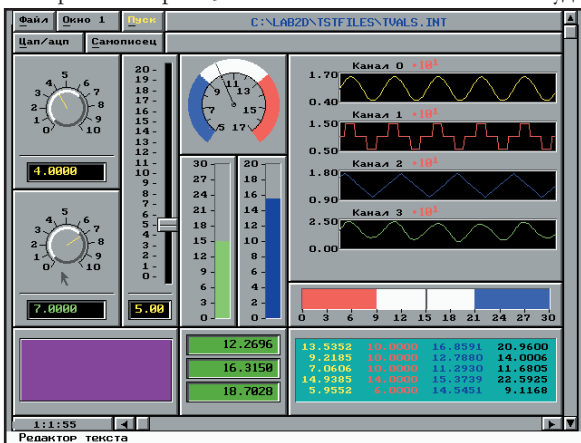 Файл Окно 1 Пуск C:\LAB2D\TSTFILES\TVALS.INT
Цап/ацп Самописец
0 1 2 3 4 5 6 7 8 9 10
4.0000
0 1 2 3 4 5 6 7 8 9 10
7.0000
20 19 18 17 16 15 14 13 12 11 10 9 8 7 6 5 4 3 2 1 0
5.00
5 7 9 11 13 15 17
30 27 24 21 18 15 12 9 6 3 0
20 18 16 14 12 10 8 6 4 2 0
Канал 0 *10¹
1.70
0.40
Канал 1 *10¹
1.50
0.50
Канал 2 *10¹
1.80
0.90
Канал 3 *10¹
2.50
0.00
0 3 6 9 12 15 18 21 24 27 30
12.2696
16.3150
18.7028
13.5352 10.0000 16.8591 20.9600
9.2185 10.0000 12.7880 14.0006
7.0606 10.0000 11.2930 11.6805
14.9385 14.0000 15.3739 22.5925
5.9552 6.0000 14.5451 9.1168
1:1:55
Редактор текста